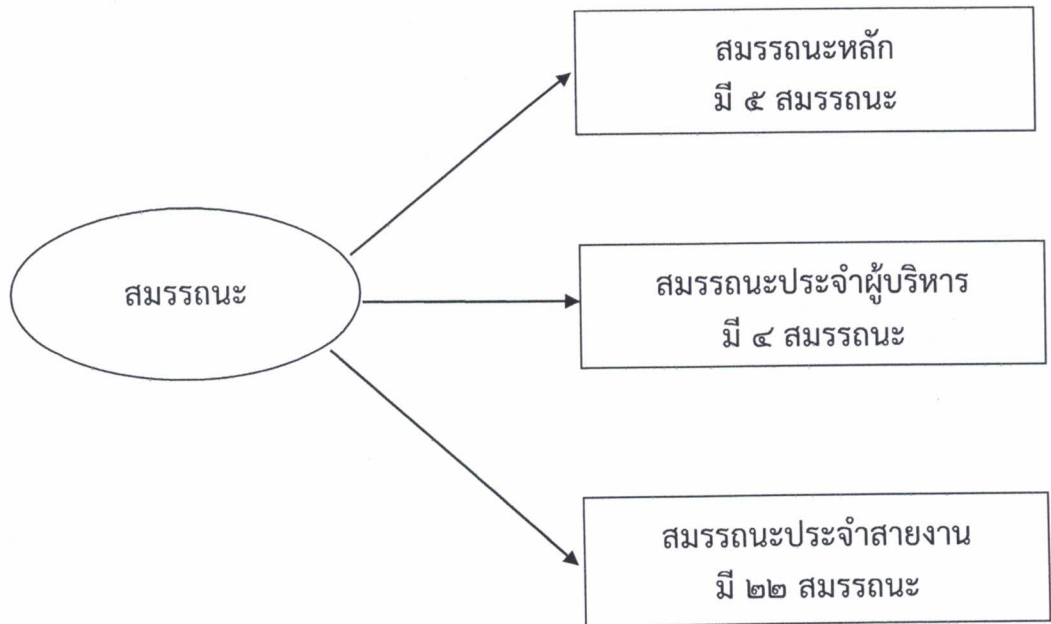 สมรรถนะหลัก
มี ๕ สมรรถนะ
สมรรถนะ
สมรรถนะประจำผู้บริหาร
มี ๔ สมรรถนะ
สมรรถนะประจำสายงาน
มี ๒๒ สมรรถนะ